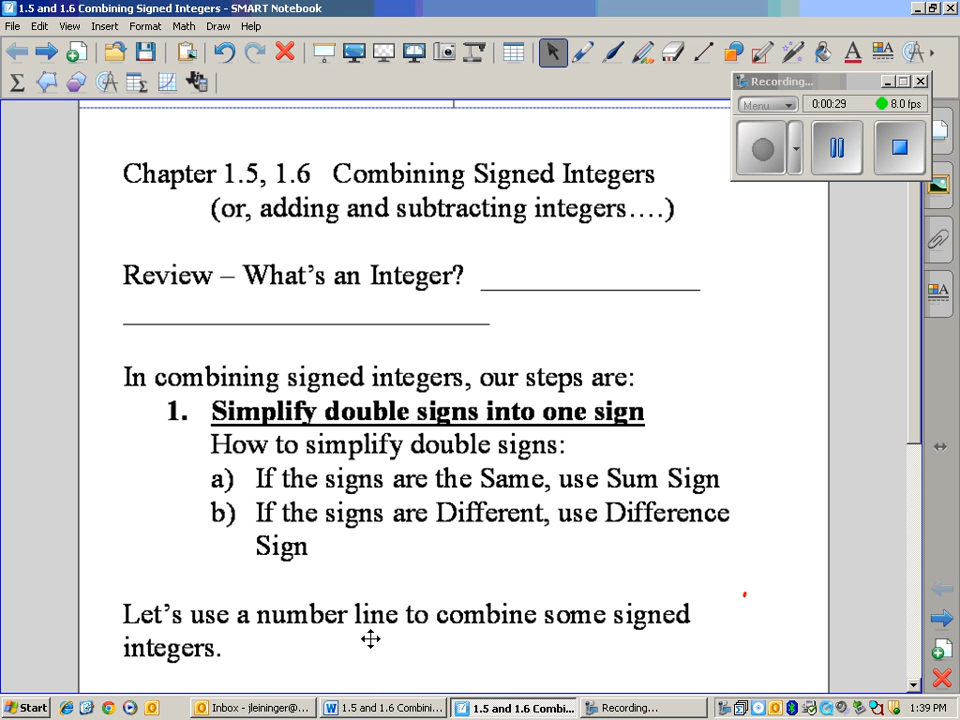 1.5 and 1.6 Combining Signed Integers - SMART Notebook
File Edit View Insert Format Math Draw Help
Recording...
Menu 0:00:29 8.0 fps
Chapter 1.5, 1.6 Combining Signed Integers
(or, adding and subtracting integers….)
Review – What's an Integer? ____________________
____________________
In combining signed integers, our steps are:
1. Simplify double signs into one sign
How to simplify double signs:
a) If the signs are the Same, use Sum Sign
b) If the signs are Different, use Difference
Sign
Let's use a number line to combine some signed
integers.
Start Inbox - jleininger@... 1.5 and 1.6 Combini... 1.5 and 1.6 Combi... Recording... 1:39 PM